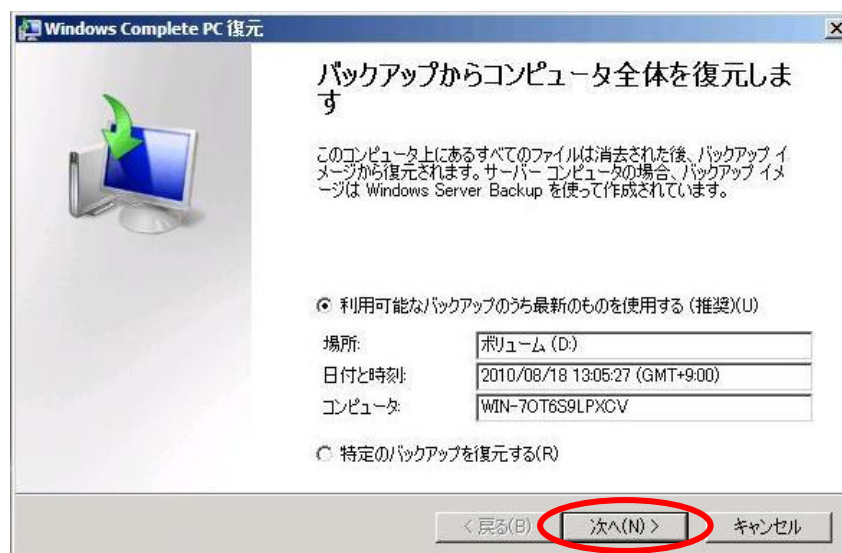 Windows Complete PC 復元
バックアップからコンピュータ全体を復元しま
す
このコンピュータ上にあるすべてのファイルは消去された後、バックアップ イ
メージから復元されます。サーバー コンピュータの場合、バックアップ イメ
ージは Windows Server Backup を使って作成されています。
利用可能なバックアップのうち最新のものを使用する (推奨)(U)
場所: ボリューム (D:)
日付と時刻: 2010/08/18 13:05:27 (GMT+9:00)
コンピュータ: WIN-7OT6S9LPXCV
特定のバックアップを復元する(R)
< 戻る(B) 次へ(N) > キャンセル